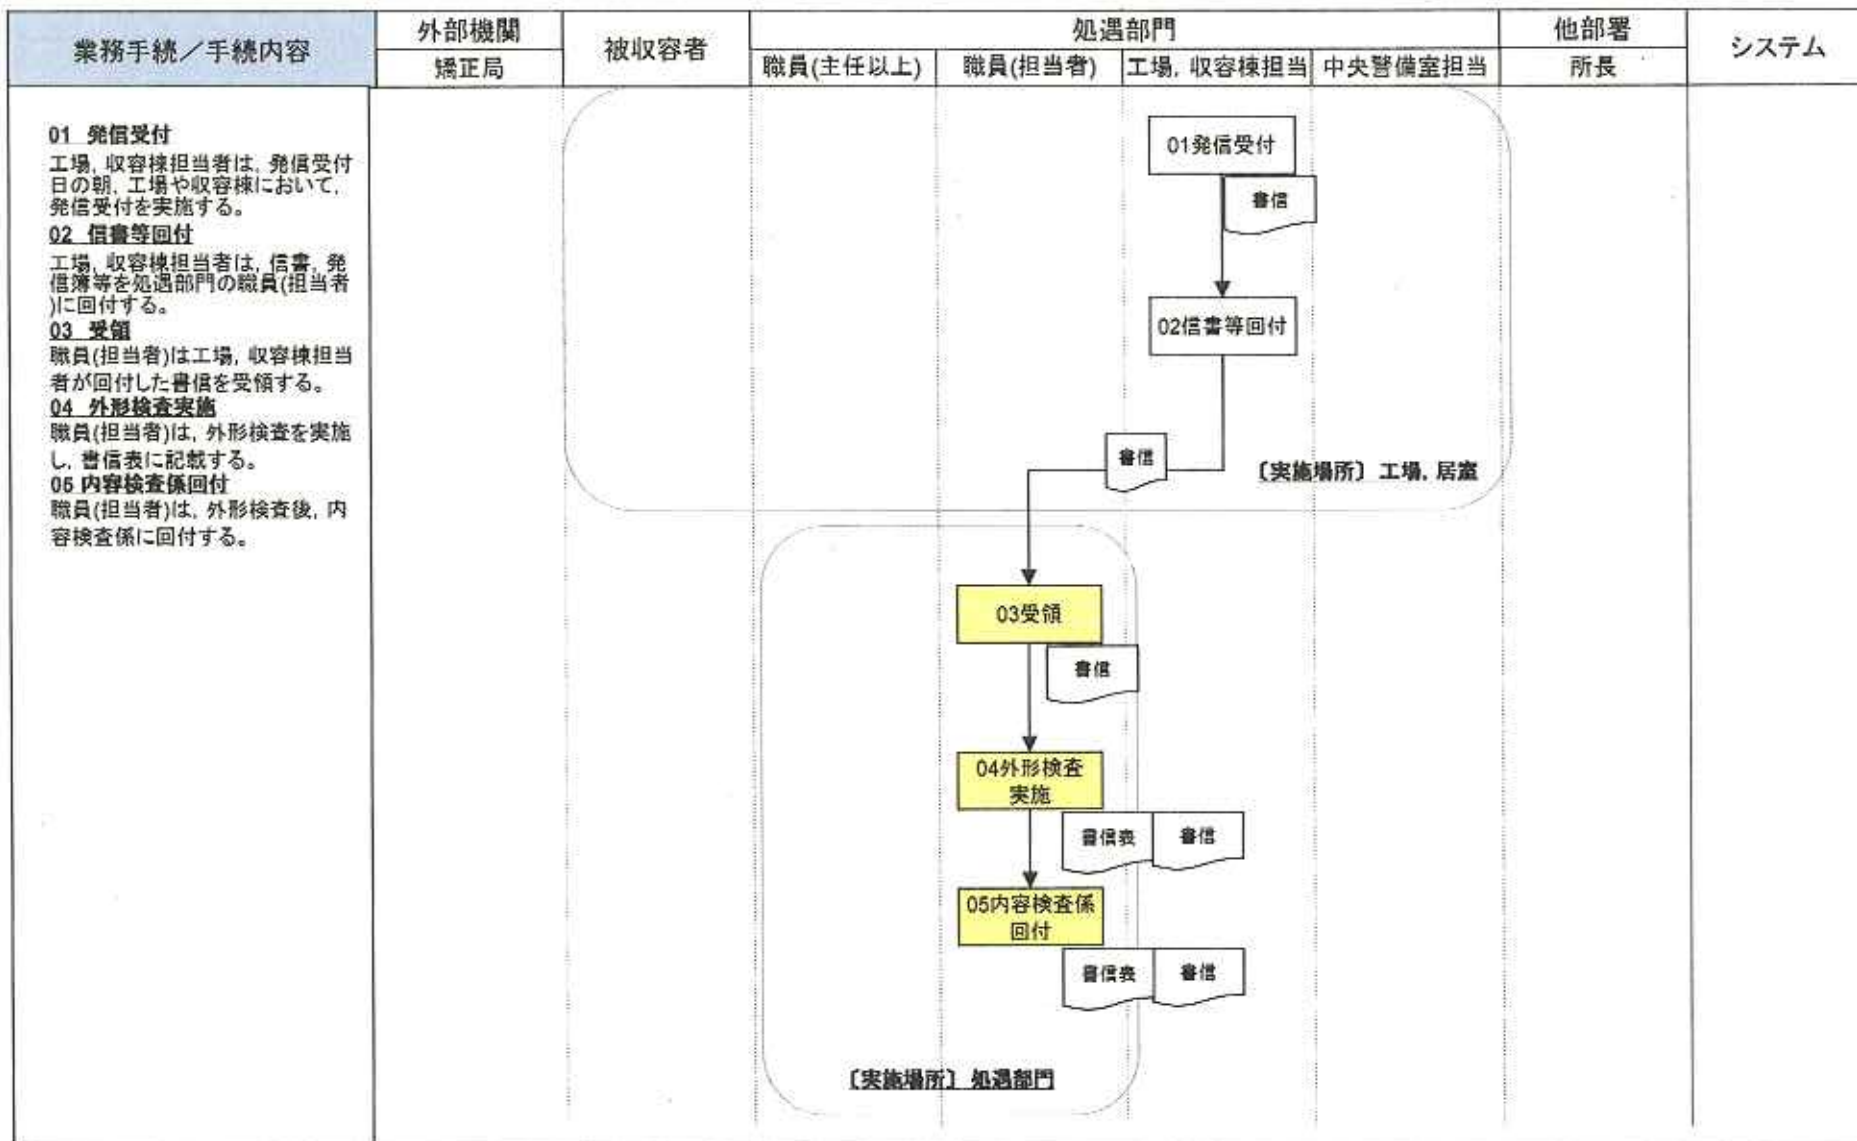 業務手続／手続内容
外部機関
矯正局
被収容者
処遇部門
職員(主任以上)
職員(担当者)
工場，収容棟担当
中央警備室担当
他部署
所長
システム
01 発信受付
工場，収容棟担当者は，発信受付
日の朝，工場や収容棟において，
発信受付を実施する。
02 信書等回付
工場，収容棟担当者は，信書，発
信簿等を処遇部門の職員(担当者
)に回付する。
03 受領
職員(担当者)は工場，収容棟担当
者が回付した書信を受領する。
04 外形検査実施
職員(担当者)は，外形検査を実施
し，書信表に記載する。
05 内容検査係回付
職員(担当者)は，外形検査後，内
容検査係に回付する。
01発信受付
書信
02信書等回付
書信
〔実施場所〕 工場，居室
03受領
書信
04外形検査
実施
書信表
書信
05内容検査係
回付
書信表
書信
〔実施場所〕 処遇部門